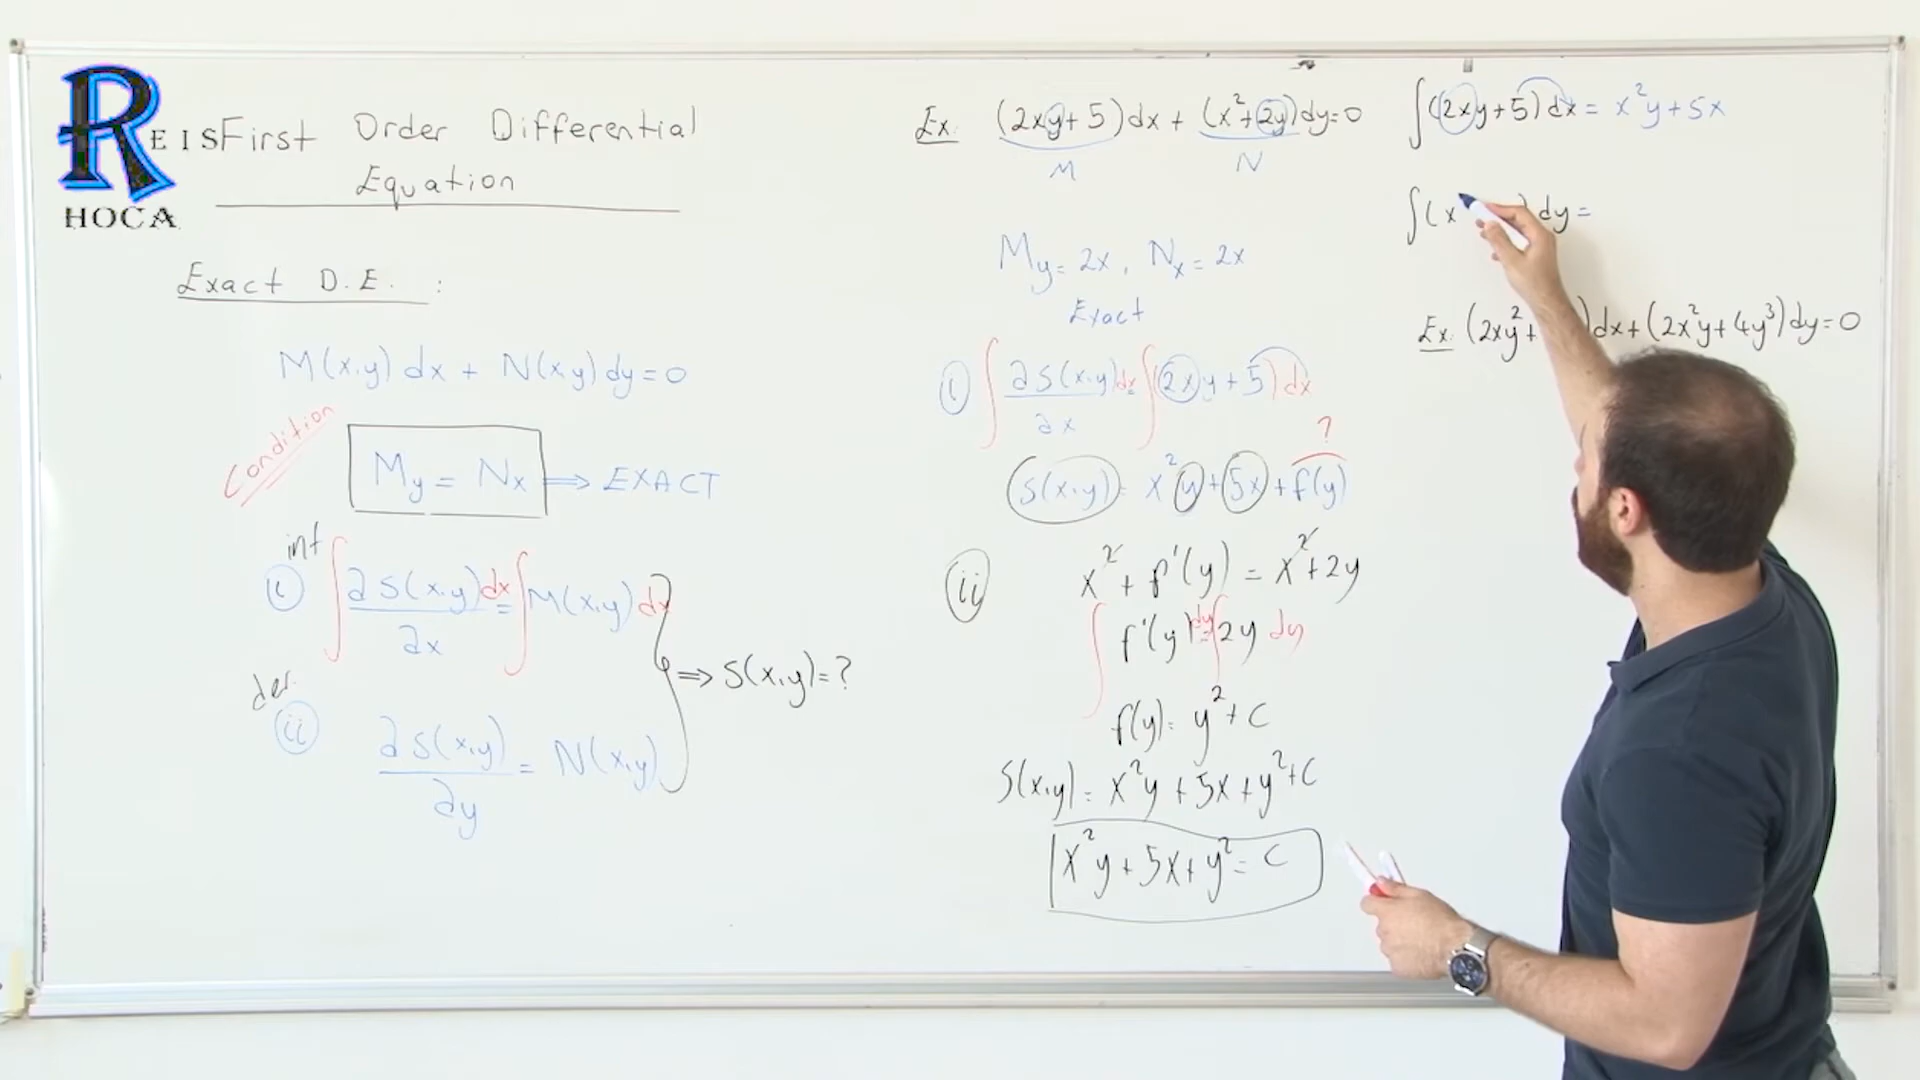 REIS
HOCA
First Order Differential
Equation
Exact D.E. :
M(x,y) dx + N(x,y) dy = 0
Condition
My = Nx ⟹ EXACT
int
(i) ∫ ∂S(x,y)/∂x dx = ∫ M(x,y) dx
der.
(ii) ∂S(x,y)/∂y = N(x,y)
⟹ S(x,y) = ?
Ex: (2xy + 5) dx + (x² + 2y) dy = 0
M N
My = 2x , Nx = 2x
Exact
(i) ∫ ∂S(x,y)/∂x dx = ∫ (2xy + 5) dx
?
S(x,y) = x²y + 5x + f(y)
(ii) x² + f'(y) = x² + 2y
∫ f'(y) dy = ∫ 2y dy
f(y) = y² + C
S(x,y) = x²y + 5x + y² + C
x²y + 5x + y² = C
∫ (2xy + 5) dx = x²y + 5x
∫ (x ) dy =
Ex: (2xy² + ) dx + (2x²y + 4y³) dy = 0